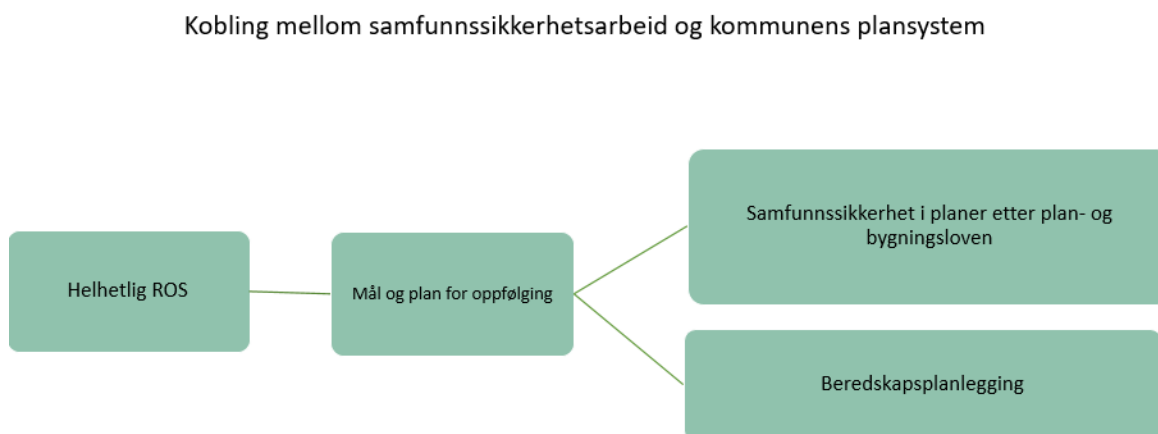 Kobling mellom samfunnssikkerhetsarbeid og kommunens plansystem
Helhetlig ROS
Mål og plan for oppfølging
Samfunnssikkerhet i planer etter plan- og
bygningsloven
Beredskapsplanlegging